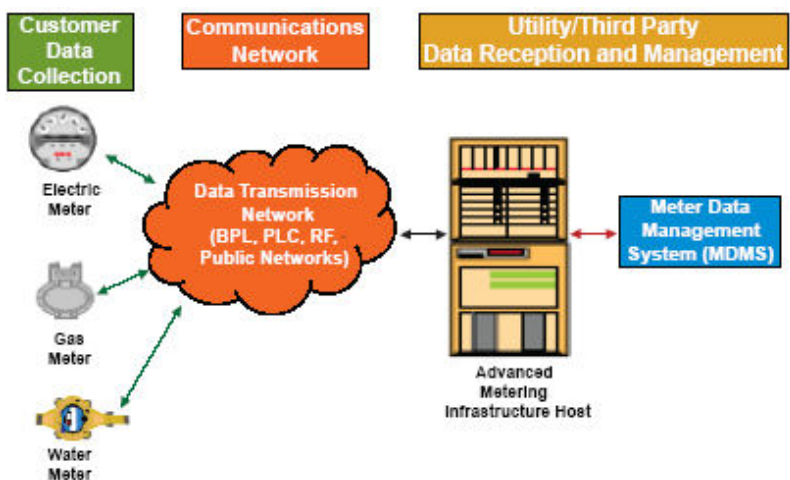 Customer
Data
Collection
Communications
Network
Utility/Third Party
Data Reception and Management
Electric
Meter
Gas
Meter
Water
Meter
Data Transmission
Network
(BPL, PLC, RF,
Public Networks)
Advanced
Metering
Infrastructure Host
Meter Data
Management
System (MDMS)